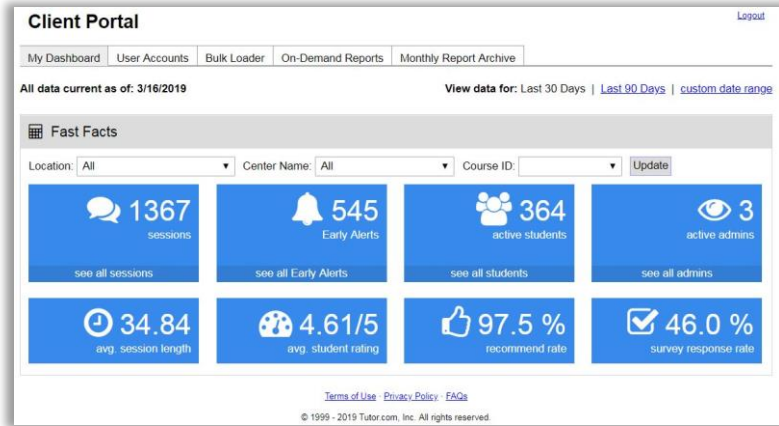 Client Portal
Logout
My Dashboard User Accounts Bulk Loader On-Demand Reports Monthly Report Archive
All data current as of: 3/16/2019
View data for: Last 30 Days | Last 90 Days | custom date range
Fast Facts
Location: All Center Name: All Course ID: Update
1367
sessions
see all sessions
545
Early Alerts
see all Early Alerts
364
active students
see all students
3
active admins
see all admins
34.84
avg. session length
4.61/5
avg. student rating
97.5 %
recommend rate
46.0 %
survey response rate
Terms of Use · Privacy Policy · FAQs
© 1999 - 2019 Tutor.com, Inc. All rights reserved.